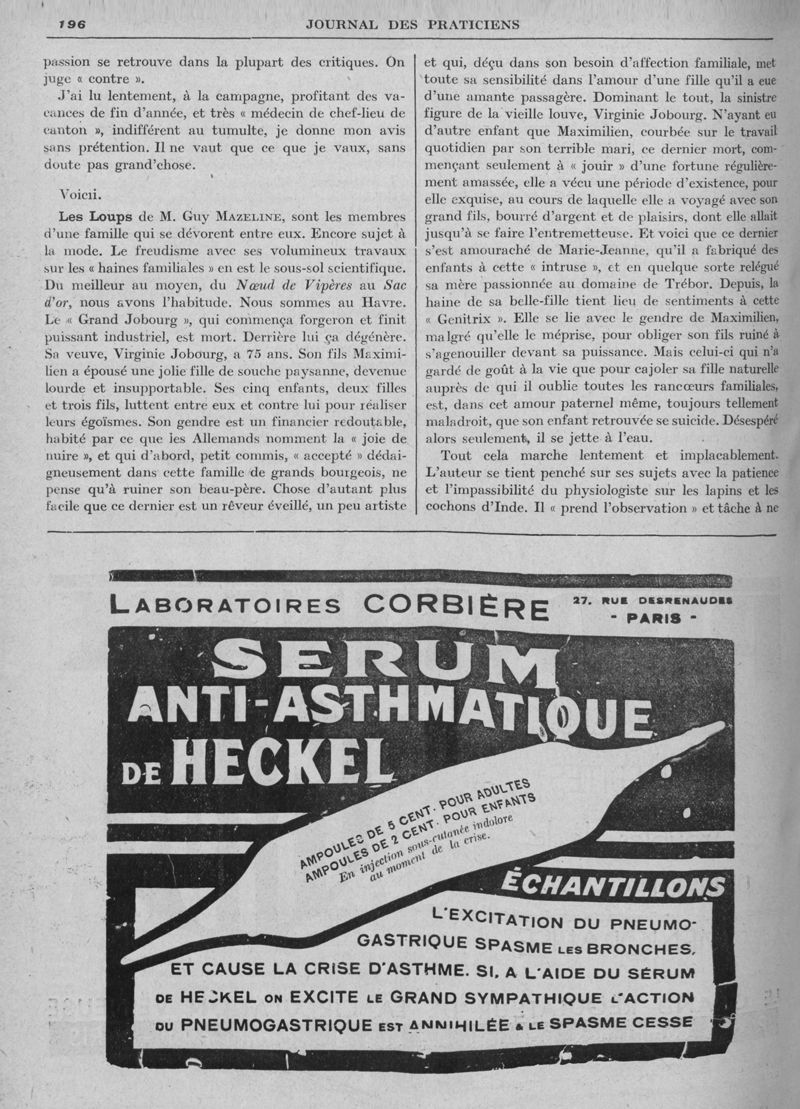 196
JOURNAL DES PRATICIENS
passion se retrouve dans la plupart des critiques. On
juge « contre ».
J'ai lu lentement, à la campagne, profitant des va-
cances de fin d'année, et très « médecin de chef-lieu de
canton », indifférent au tumulte, je donne mon avis
sans prétention. Il ne vaut que ce que je vaux, sans
doute pas grand'chose.
Voicii.
Les Loups de M. Guy MAZELINE, sont les membres
d'une famille qui se dévorent entre eux. Encore sujet à
la mode. Le freudisme avec ses volumineux travaux
sur les « haines familiales » en est le sous-sol scientifique.
Du meilleur au moyen, du Nœud de Vipères au Sac
d'or, nous avons l'habitude. Nous sommes au Havre.
Le « Grand Jobourg », qui commença forgeron et finit
puissant industriel, est mort. Derrière lui ça dégénère.
Sa veuve, Virginie Jobourg, a 75 ans. Son fils Maximi-
lien a épousé une jolie fille de souche paysanne, devenue
lourde et insupportable. Ses cinq enfants, deux filles
et trois fils, luttent entre eux et contre lui pour réaliser
leurs égoïsmes. Son gendre est un financier redoutable,
habité par ce que les Allemands nomment la « joie de
nuire », et qui d'abord, petit commis, « accepté » dédai-
gneusement dans cette famille de grands bourgeois, ne
pense qu'à ruiner son beau-père. Chose d'autant plus
facile que ce dernier est un rêveur éveillé, un peu artiste
et qui, déçu dans son besoin d'affection familiale, met
toute sa sensibilité dans l'amour d'une fille qu'il a eue
d'une amante passagère. Dominant le tout, la sinistre
figure de la vieille louve, Virginie Jobourg. N'ayant eu
d'autre enfant que Maximilien, courbée sur le travail
quotidien par son terrible mari, ce dernier mort, com-
mençant seulement à « jouir » d'une fortune régulière-
ment amassée, elle a vécu une période d'existence, pour
elle exquise, au cours de laquelle elle a voyagé avec son
grand fils, bourré d'argent et de plaisirs, dont elle allait
jusqu'à se faire l'entremetteuse. Et voici que ce dernier
s'est amouraché de Marie-Jeanne, qu'il a fabriqué des
enfants à cette « intruse », et en quelque sorte relégué
sa mère passionnée au domaine de Trébor. Depuis, la
haine de sa belle-fille tient lieu de sentiments à cette
« Genitrix ». Elle se lie avec le gendre de Maximilien,
malgré qu'elle le méprise, pour obliger son fils ruiné à
s'agenouiller devant sa puissance. Mais celui-ci qui n'a
gardé de goût à la vie que pour cajoler sa fille naturelle
auprès de qui il oublie toutes les rancœurs familiales,
est, dans cet amour paternel même, toujours tellement
maladroit, que son enfant retrouvée se suicide. Désespéré
alors seulement, il se jette à l'eau.
Tout cela marche lentement et implacablement.
L'auteur se tient penché sur ses sujets avec la patience
et l'impassibilité du physiologiste sur les lapins et les
cochons d'Inde. Il « prend l'observation » et tâche à ne
LABORATOIRES CORBIÈRE
27. RUE DESRENAUDES
- PARIS -
SERUM
ANTI-ASTHMATIQUE
DE HECKEL
AMPOULES DE 5 CENT. POUR ADULTES
AMPOULES DE 2 CENT. POUR ENFANTS
En injection sous-cutanée indolore
au moment de la crise.
ÉCHANTILLONS
L'EXCITATION DU PNEUMO-
GASTRIQUE SPASME LES BRONCHES,
ET CAUSE LA CRISE D'ASTHME. SI, A L'AIDE DU SÉRUM
DE HECKEL ON EXCITE LE GRAND SYMPATHIQUE L'ACTION
DU PNEUMOGASTRIQUE EST ANNIHILÉE & LE SPASME CESSE